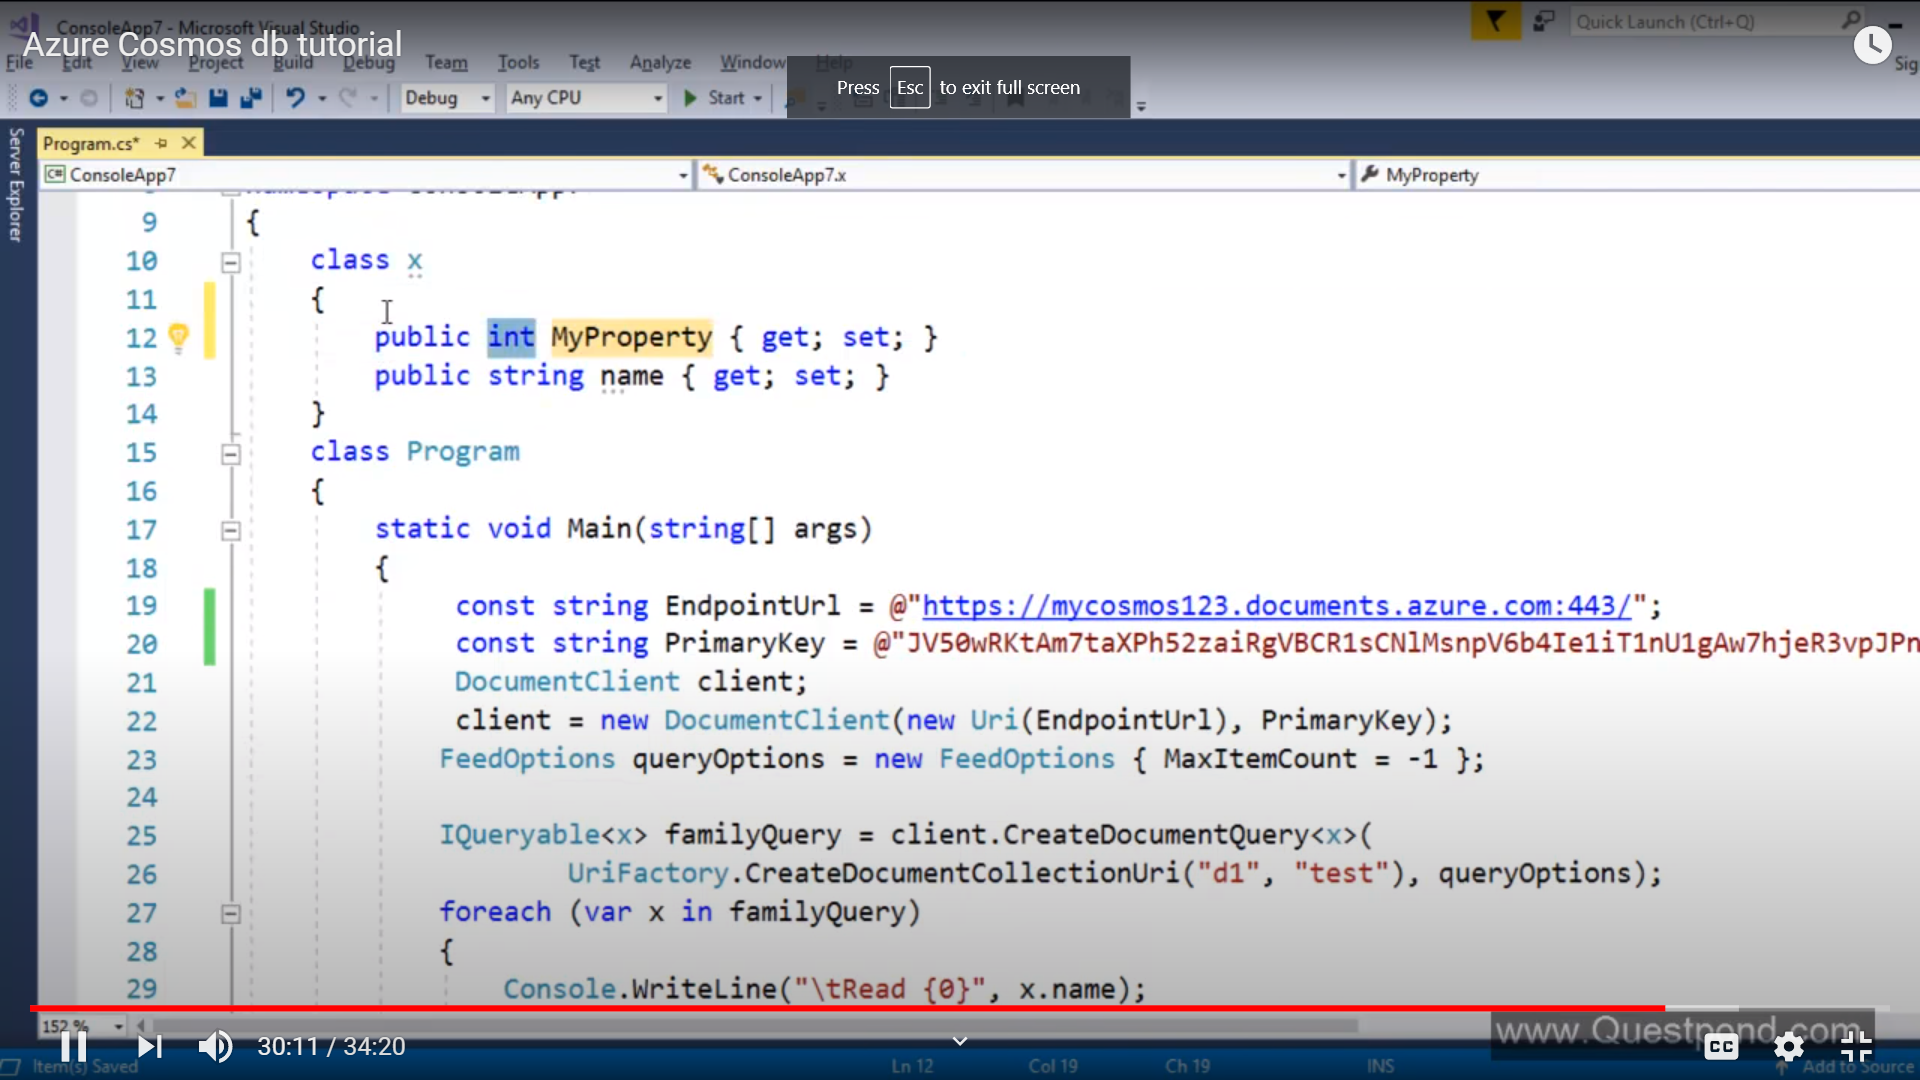 ConsoleApp7 - Microsoft Visual Studio
Quick Launch (Ctrl+Q)
Azure Cosmos db tutorial
File Edit View Project Build Debug Team Tools Test Analyze Window Help
Sig
Press Esc to exit full screen
Debug Any CPU Start
Server Explorer
Program.cs*
C# ConsoleApp7 ConsoleApp7.x MyProperty
9 {
10 class x
11 {
12 public int MyProperty { get; set; }
13 public string name { get; set; }
14 }
15 class Program
16 {
17 static void Main(string[] args)
18 {
19 const string EndpointUrl = @"https://mycosmos123.documents.azure.com:443/";
20 const string PrimaryKey = @"JV50wRKtAm7taXPh52zaiRgVBCR1sCNlMsnpV6b4Ie1iT1nU1gAw7hjeR3vpJPn
21 DocumentClient client;
22 client = new DocumentClient(new Uri(EndpointUrl), PrimaryKey);
23 FeedOptions queryOptions = new FeedOptions { MaxItemCount = -1 };
24
25 IQueryable<x> familyQuery = client.CreateDocumentQuery<x>(
26 UriFactory.CreateDocumentCollectionUri("d1", "test"), queryOptions);
27 foreach (var x in familyQuery)
28 {
29 Console.WriteLine("\tRead {0}", x.name);
152 %
www.Questpond.com
30:11 / 34:20
CC
Item(s) Saved Ln 12 Col 19 Ch 19 INS Add to Source